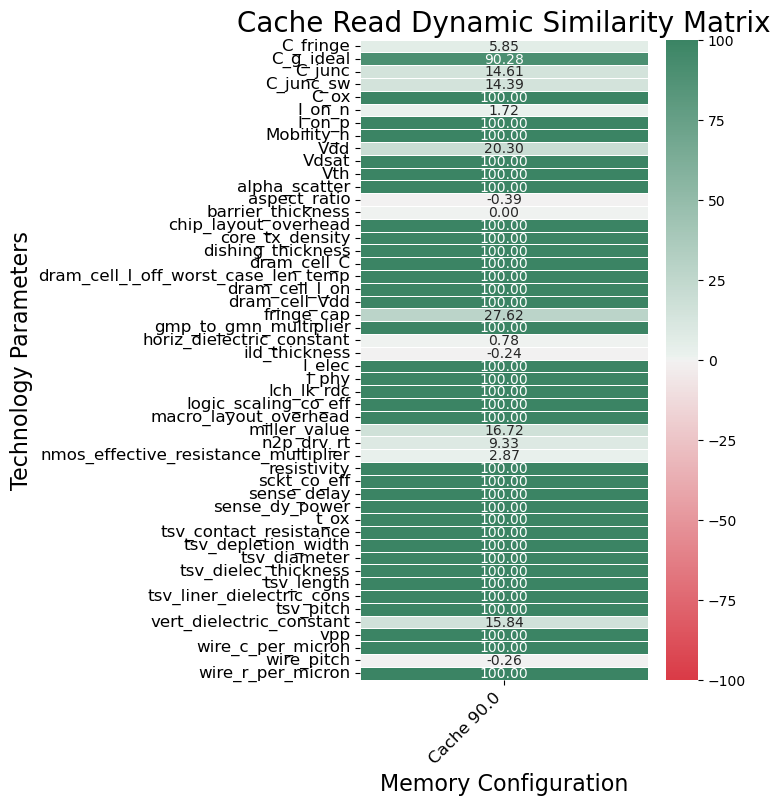 Cache Read Dynamic Similarity Matrix
Technology Parameters
C_fringe 5.85
C_g_ideal 90.28
C_junc 14.61
C_junc_sw 14.39
C_ox 100.00
I_on_n 1.72
I_on_p 100.00
Mobility_n 100.00
Vdd 20.30
Vdsat 100.00
Vth 100.00
alpha_scatter 100.00
aspect_ratio -0.39
barrier_thickness 0.00
chip_layout_overhead 100.00
core_tx_density 100.00
dishing_thickness 100.00
dram_cell_C 100.00
dram_cell_I_off_worst_case_len_temp 100.00
dram_cell_I_on 100.00
dram_cell_Vdd 100.00
fringe_cap 27.62
gmp_to_gmn_multiplier 100.00
horiz_dielectric_constant 0.78
ild_thickness -0.24
l_elec 100.00
l_phy 100.00
lch_lk_rdc 100.00
logic_scaling_co_eff 100.00
macro_layout_overhead 100.00
miller_value 16.72
n2p_drv_rt 9.33
nmos_effective_resistance_multiplier 2.87
resistivity 100.00
sckt_co_eff 100.00
sense_delay 100.00
sense_dy_power 100.00
t_ox 100.00
tsv_contact_resistance 100.00
tsv_depletion_width 100.00
tsv_diameter 100.00
tsv_dielec_thickness 100.00
tsv_length 100.00
tsv_liner_dielectric_cons 100.00
tsv_pitch 100.00
vert_dielectric_constant 15.84
vpp 100.00
wire_c_per_micron 100.00
wire_pitch -0.26
wire_r_per_micron 100.00
100
75
50
25
0
−25
−50
−75
−100
Cache 90.0
Memory Configuration